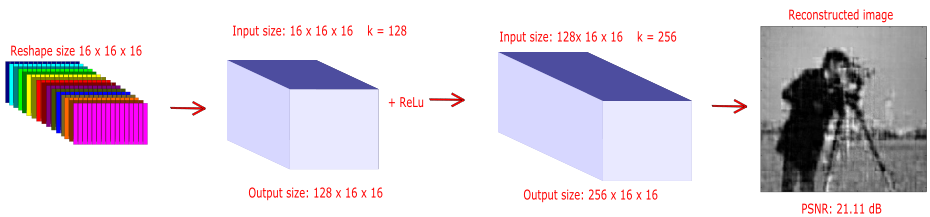 Reshape size 16 x 16 x 16
Input size: 16 x 16 x 16    k = 128
+ ReLu
Output size: 128 x 16 x 16
Input size: 128x 16 x 16    k = 256
Output size: 256 x 16 x 16
Reconstructed image
PSNR: 21.11 dB